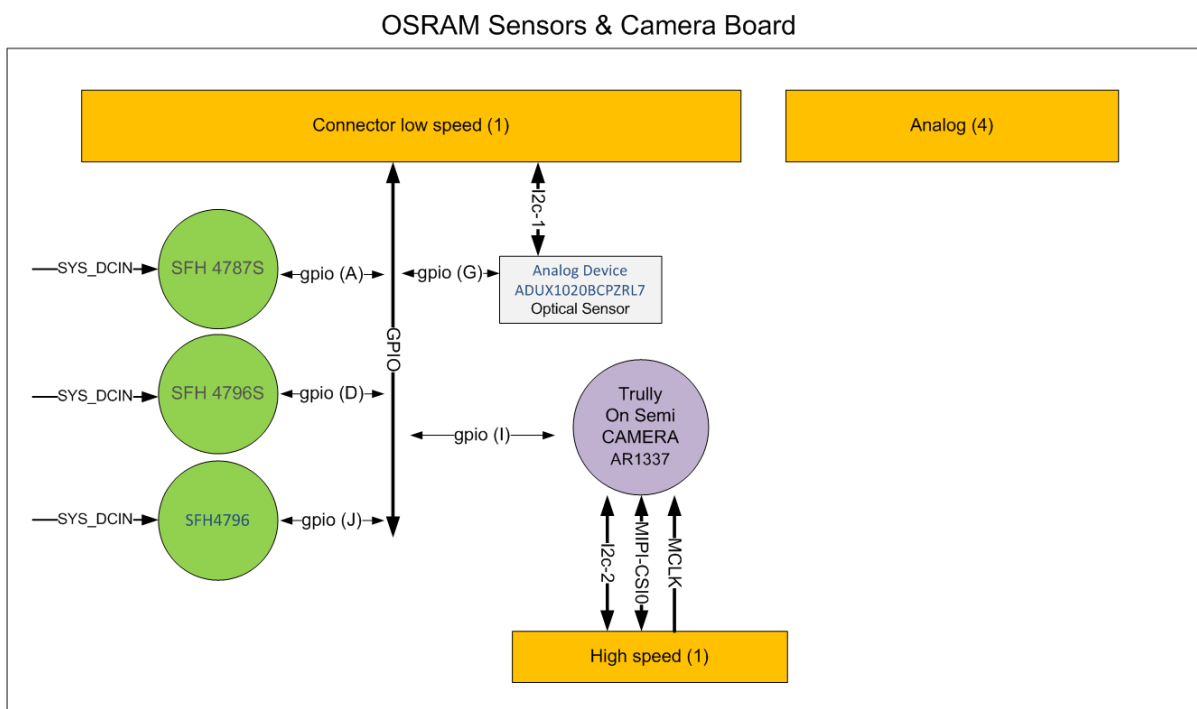 OSRAM Sensors & Camera Board
Connector low speed (1)
Analog (4)
I2c-1
SYS_DCIN
SFH 4787S
gpio (A)
gpio (G)
Analog Device
ADUX1020BCPZRL7
Optical Sensor
GPIO
SYS_DCIN
SFH 4796S
gpio (D)
Trully
On Semi
CAMERA
AR1337
gpio (I)
SYS_DCIN
SFH4796
gpio (J)
I2c-2
MIPI-CSI0
MCLK
High speed (1)